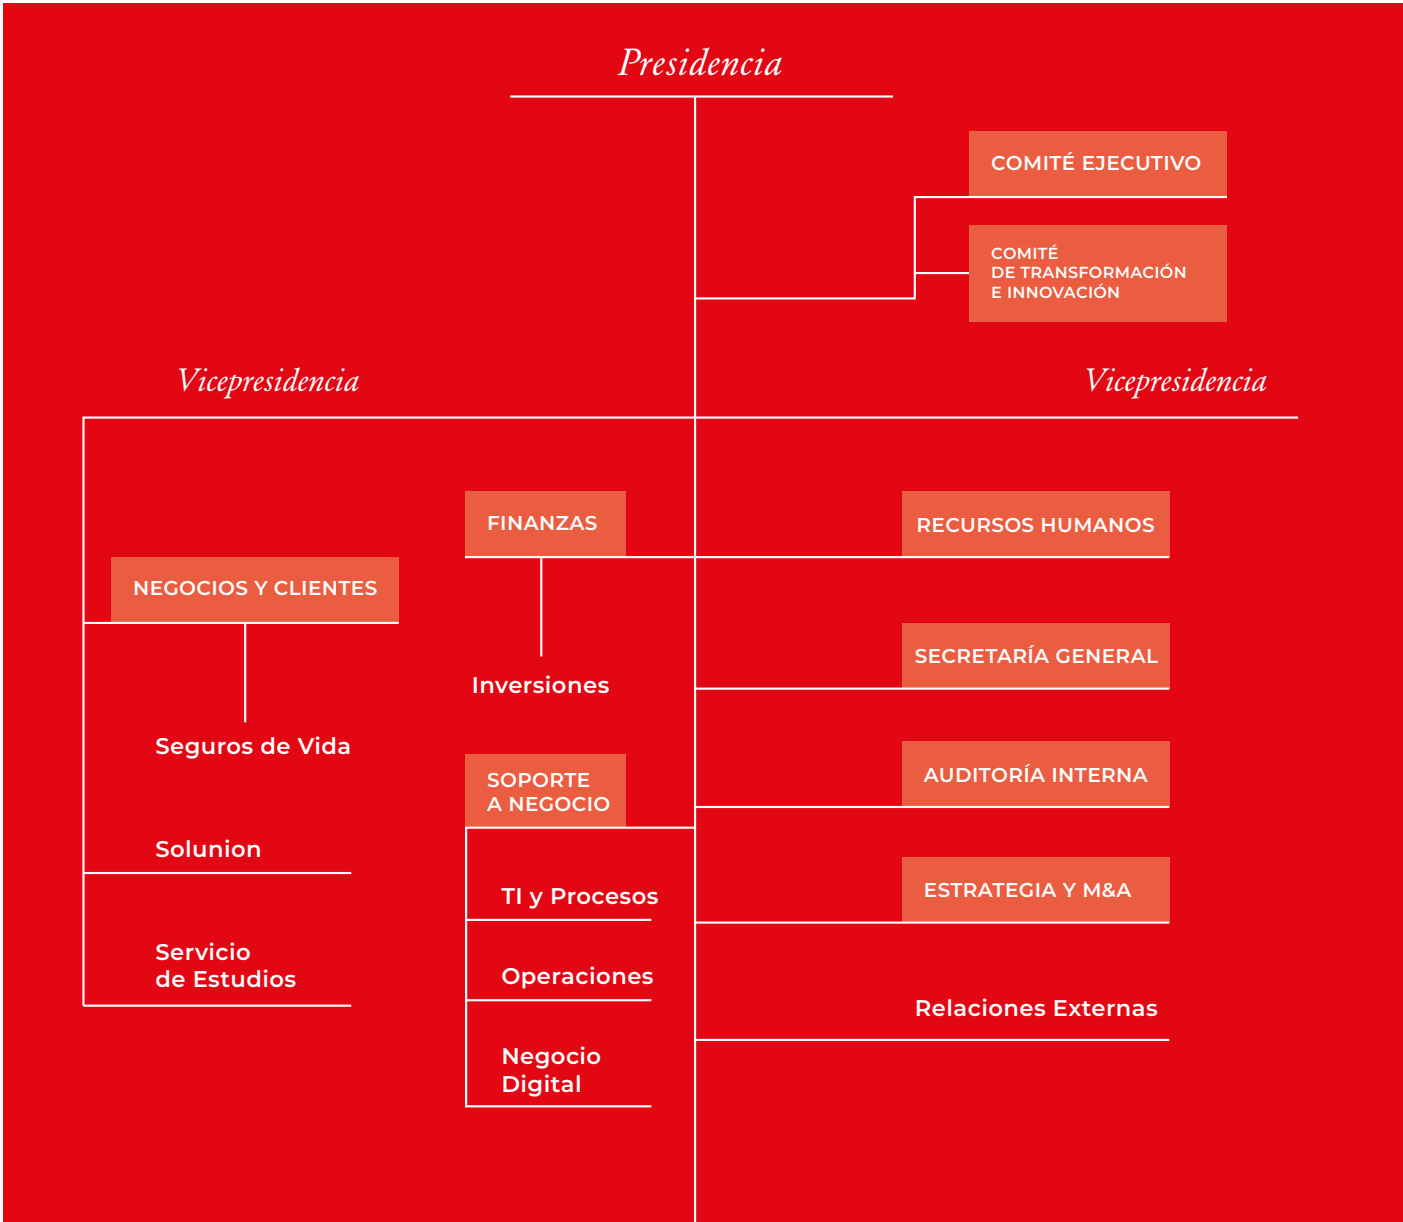 Presidencia
COMITÉ EJECUTIVO
COMITÉ
DE TRANSFORMACIÓN
E INNOVACIÓN
Vicepresidencia
Vicepresidencia
NEGOCIOS Y CLIENTES
Seguros de Vida
Solunion
Servicio
de Estudios
FINANZAS
Inversiones
SOPORTE
A NEGOCIO
TI y Procesos
Operaciones
Negocio
Digital
RECURSOS HUMANOS
SECRETARÍA GENERAL
AUDITORÍA INTERNA
ESTRATEGIA Y M&A
Relaciones Externas